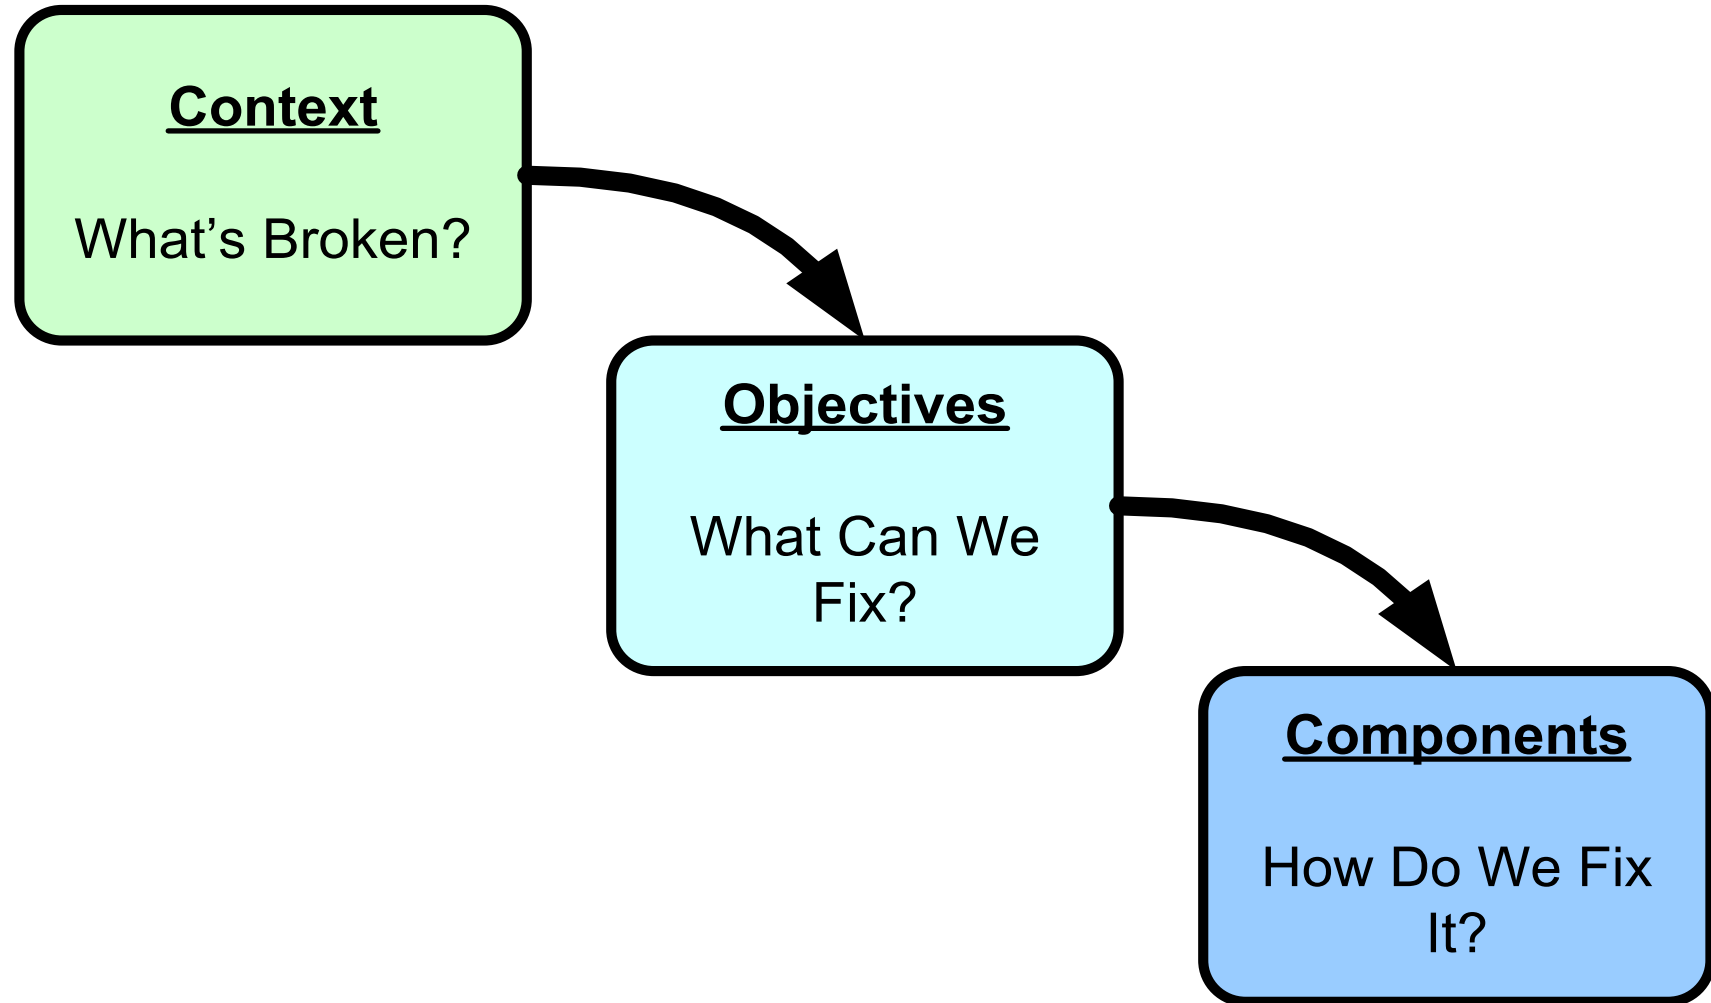 Context
What’s Broken?
Objectives
What Can We
Fix?
Components
How Do We Fix
It?